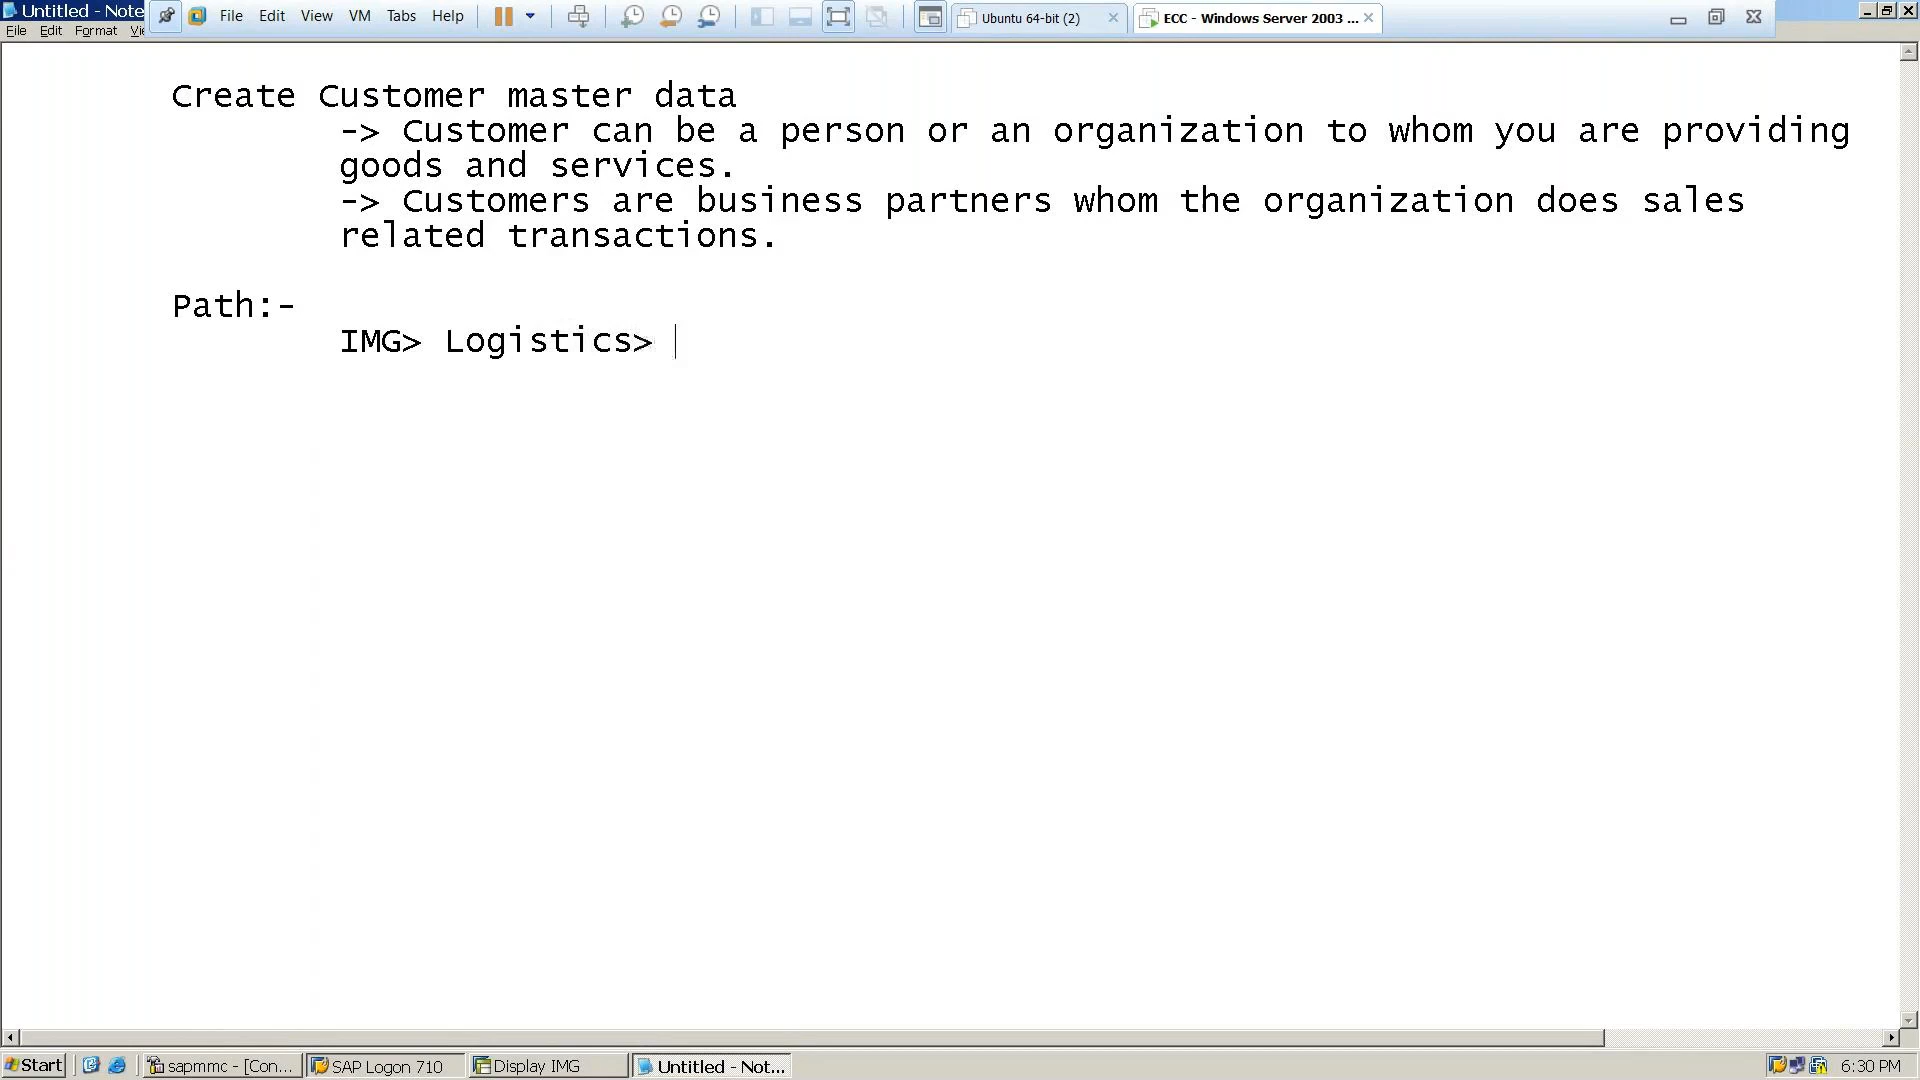 Untitled - Note
File Edit View VM Tabs Help
Ubuntu 64-bit (2)
ECC - Windows Server 2003 ...
File Edit Format
Create Customer master data
-> Customer can be a person or an organization to whom you are providing
goods and services.
-> Customers are business partners whom the organization does sales
related transactions.
Path:-
IMG> Logistics>
Start
sapmmc - [Con...
SAP Logon 710
Display IMG
Untitled - Not...
6:30 PM